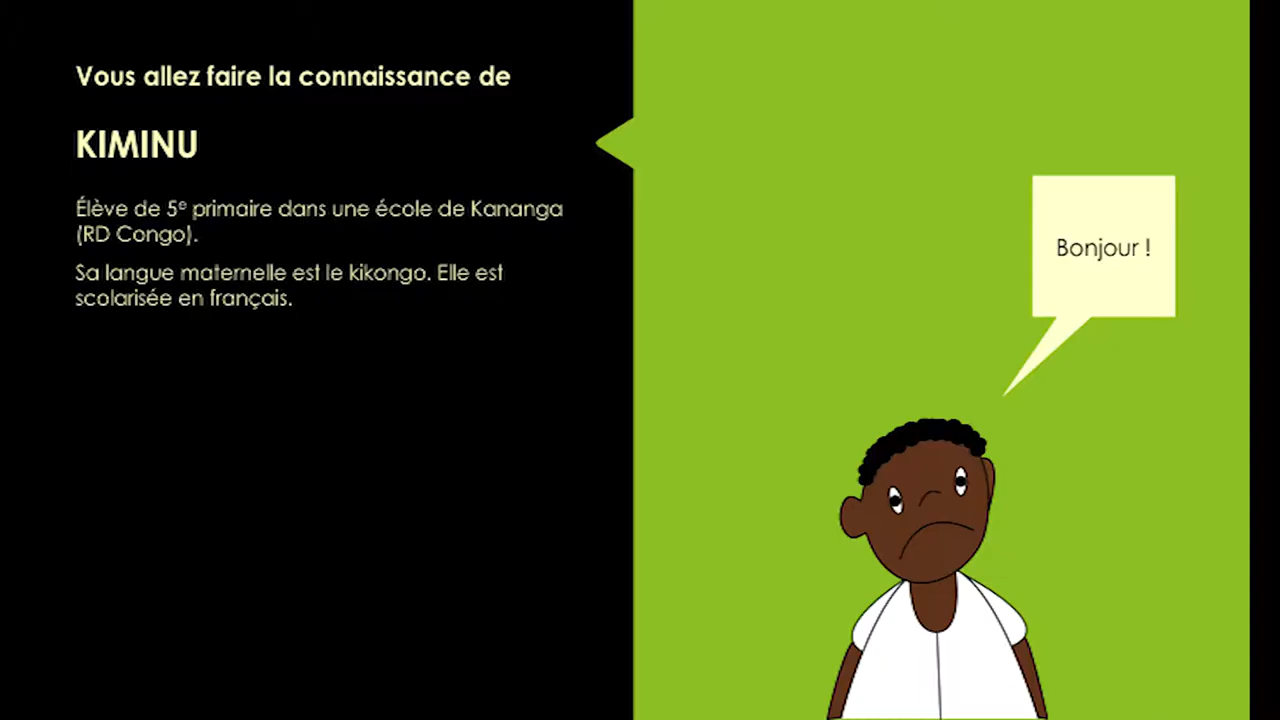 Vous allez faire la connaissance de
KIMINU
Élève de 5e primaire dans une école de Kananga
(RD Congo).
Sa langue maternelle est le kikongo. Elle est
scolarisée en français.
Bonjour !